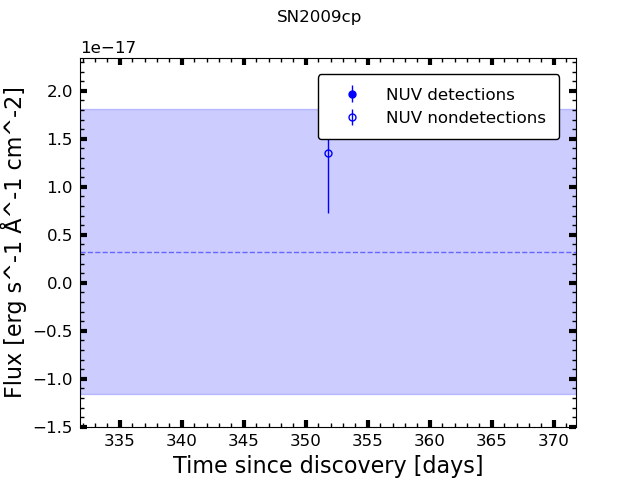 SN2009cp
1e−17
2.0
1.5
1.0
0.5
0.0
−0.5
−1.0
−1.5
335 340 345 350 355 360 365 370
Time since discovery [days]
Flux [erg s^-1 Å^-1 cm^-2]
NUV detections
NUV nondetections